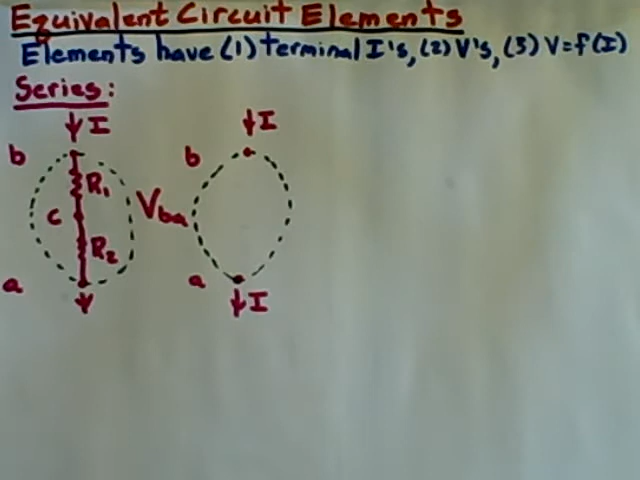 Equivalent Circuit Elements
Elements have (1) terminal I's, (2) V's, (3) V=f(I)
Series:
I
I
b
b
R1
c
Vba
R2
a
a
I